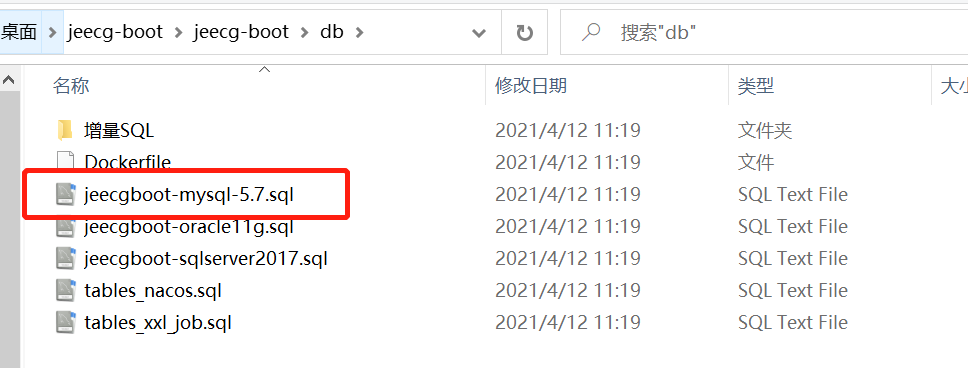 桌面 jeecg-boot jeecg-boot db 搜索"db"
名称 修改日期 类型 大小
增量SQL 2021/4/12 11:19 文件夹
Dockerfile 2021/4/12 11:19 文件
jeecgboot-mysql-5.7.sql 2021/4/12 11:19 SQL Text File
jeecgboot-oracle11g.sql 2021/4/12 11:19 SQL Text File
jeecgboot-sqlserver2017.sql 2021/4/12 11:19 SQL Text File
tables_nacos.sql 2021/4/12 11:19 SQL Text File
tables_xxl_job.sql 2021/4/12 11:19 SQL Text File